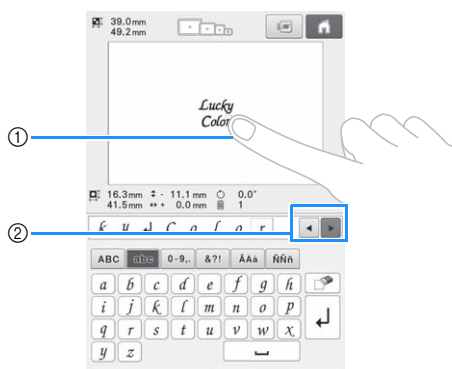 39.0mm
49.2mm
Lucky
Color
①
16.3mm - 11.1 mm 0.0°
41.5mm + 0.0 mm 1
②
k y ↵ C o l o r
ABC abc 0-9,. &?! ÄAà ÑÑñ
a b c d e f g h
i j k l m n o p
q r s t u v w x
y z